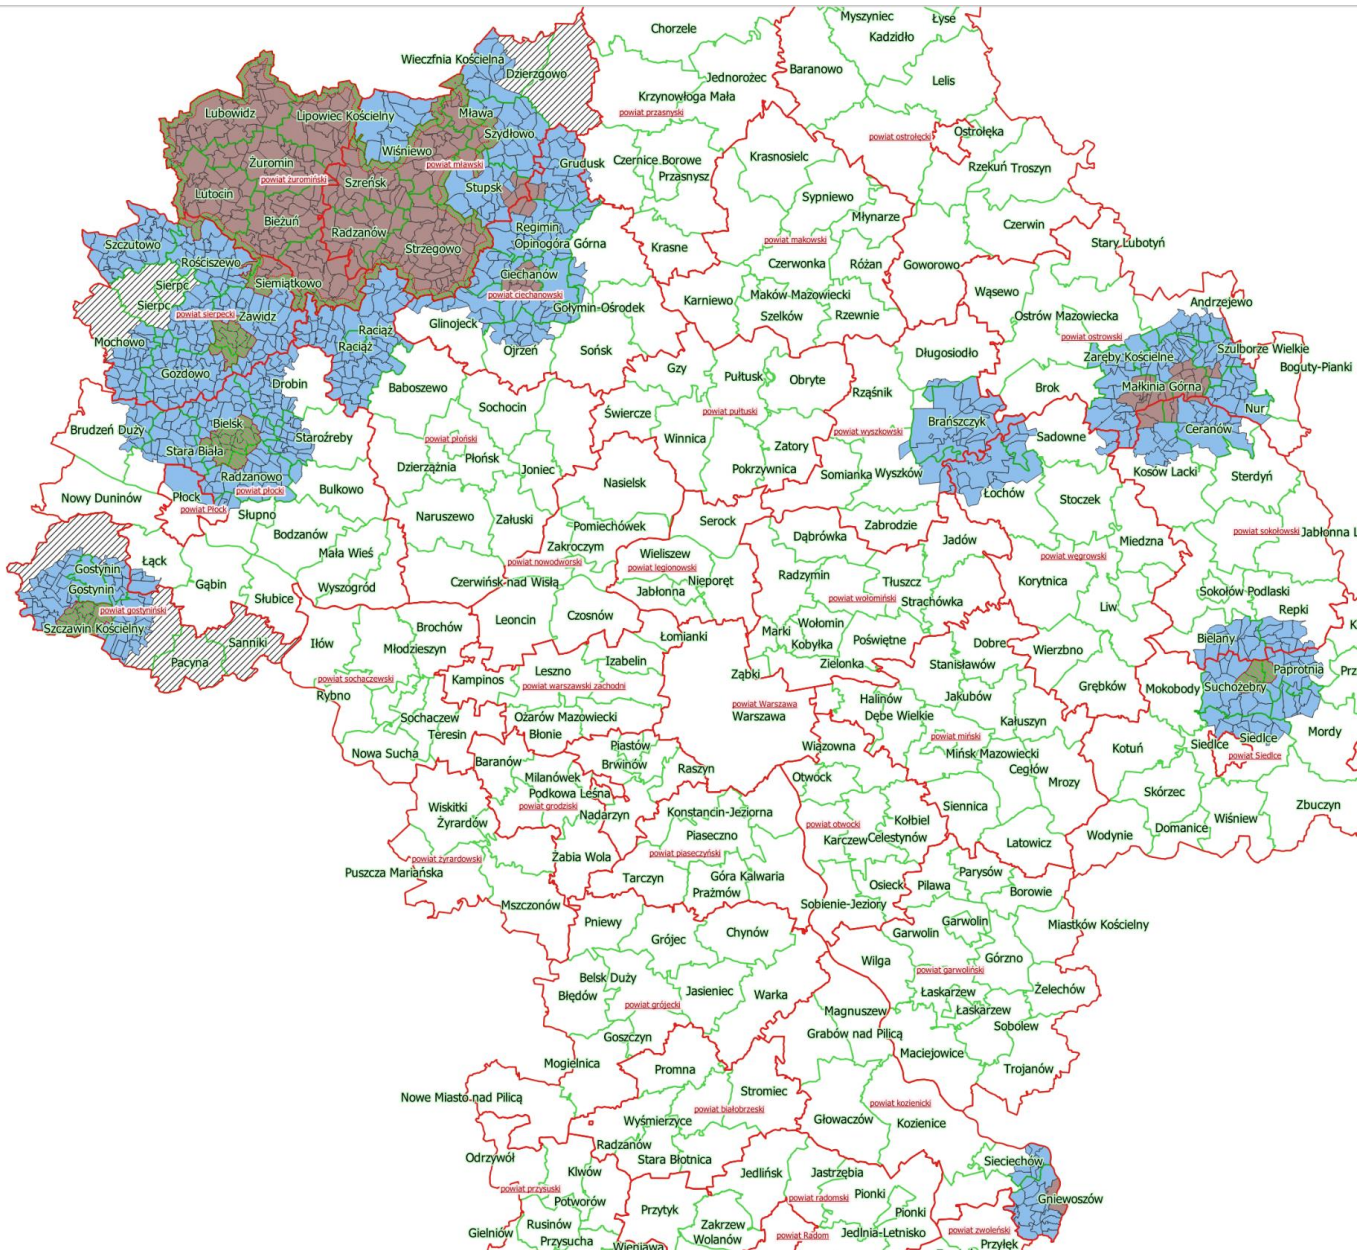 Myszyniec
Łyse
Chorzele
Kadzidło
Wieczfnia Kościelna
Dzierzgowo
Jednorożec
Baranowo
Lelis
Krzynowłoga Mała
powiat przasnyski
Lubowidz
Lipowiec Kościelny
Mława
Szydłowo
powiat ostrołęcki
Ostrołęka
Wiśniewo
powiat mławski
Żuromin
powiat żuromiński
Szreńsk
Grudusk
Czernice Borowe
Przasnysz
Krasnosielc
Rzekuń
Troszyn
Lutocin
Stupsk
Sypniewo
Młynarze
Bieżuń
Radzanów
Strzegowo
Regimin
Opinogóra Górna
Krasne
powiat makowski
Czerwin
Stary Lubotyń
Szczutowo
Rościszewo
Siemiątkowo
Ciechanów
powiat ciechanowski
Czerwonka
Różan
Goworowo
Sierpc
Sierpc
powiat sierpecki
Zawidz
Gołymin-Ośrodek
Karniewo
Maków Mazowiecki
Szelków
Rzewnie
Wąsewo
Ostrów Mazowiecka
powiat ostrowski
Andrzejewo
Mochowo
Raciąż
Raciąż
Glinojeck
Ojrzeń
Sońsk
Gozdowo
Drobin
Baboszewo
Gzy
Pułtusk
Obryte
Długosiodło
Zaręby Kościelne
Szulborze Wielkie
Boguty-Pianki
Rząśnik
Brok
Małkinia Górna
Sochocin
Świercze
powiat pułtuski
Brańszczyk
Nur
Ceranów
Brudzeń Duży
Bielsk
Staroźreby
powiat płoński
Winnica
Zatory
powiat wyszkowski
Sadowne
Stara Biała
Radzanowo
powiat płocki
Dzierzążnia
Płońsk
Joniec
Pokrzywnica
Somianka
Wyszków
Kosów Lacki
Sterdyń
Nowy Duninów
Płock
powiat Płock
Słupno
Bulkowo
Nasielsk
Łochów
Stoczek
Naruszewo
Załuski
Pomiechówek
Serock
Zabrodzie
Bodzanów
Mała Wieś
Dąbrówka
Jadów
Miedzna
powiat sokołowski
Jabłonna L
Zakroczym
powiat nowodworski
Wieliszew
powiat legionowski
powiat węgrowski
Gostynin
Gostynin
Łąck
Gąbin
Wyszogród
Słubice
Czerwińsk nad Wisłą
Nieporęt
Jabłonna
Radzymin
Tłuszcz
powiat wołomiński
Strachówka
Korytnica
Liw
Sokołów Podlaski
Repki
powiat gostyniński
Szczawin Kościelny
Leoncin
Czosnów
Wołomin
Marki
Kobyłka
Poświętne
Bielany
Iłów
Brochów
Młodzieszyn
Łomianki
Dobre
Wierzbno
Pacyna
Sanniki
Izabelin
Leszno
powiat warszawski zachodni
Zielonka
Ząbki
Stanisławów
Paprotnia
Prz
powiat sochaczewski
Rybno
Kampinos
Grębków
Mokobody
Suchożebry
Halinów
Jakubów
powiat Warszawa
Warszawa
Dębe Wielkie
Kałuszyn
Sochaczew
Teresin
Ożarów Mazowiecki
Błonie
powiat miński
Siedlce
Siedlce
powiat Siedlce
Mordy
Nowa Sucha
Baranów
Piastów
Brwinów
Raszyn
Wiązowna
Mińsk Mazowiecki
Cegłów
Mrozy
Kotuń
Milanówek
Podkowa Leśna
powiat grodziski
Nadarzyn
Otwock
Skórzec
Wiskitki
Żyrardów
Konstancin-Jeziorna
Piaseczno
powiat piaseczyński
powiat otwocki
Kołbiel
Karczew
Celestynów
Siennica
Latowicz
Wodynie
Domanice
Wiśniew
Zbuczyn
powiat żyrardowski
Puszcza Mariańska
Żabia Wola
Tarczyn
Góra Kalwaria
Prażmów
Osieck
Pilawa
Parysów
Borowie
Mszczonów
Sobienie-Jeziory
Pniewy
Grójec
Chynów
Garwolin
Garwolin
Miastków Kościelny
Wilga
powiat garwoliński
Górzno
Belsk Duży
Błędów
powiat grójecki
Jasieniec
Warka
Łaskarzew
Łaskarzew
Żelechów
Magnuszew
Goszczyn
Grabów nad Pilicą
Sobolew
Maciejowice
Trojanów
Mogielnica
Promna
Nowe Miasto nad Pilicą
Stromiec
powiat białobrzeski
powiat kozienicki
Wyśmierzyce
Głowaczów
Kozienice
Radzanów
Stara Błotnica
Odrzywół
Klwów
Jedlińsk
Jastrzębia
Sieciechów
powiat przysuski
Potworów
powiat radomski
Pionki
Pionki
Gniewoszów
Przytyk
Gielniów
Rusinów
Przysucha
Zakrzew
Wolanów
powiat Radom
Jedlnia-Letnisko
powiat zwoleński
Przyłęk
Wieniawa